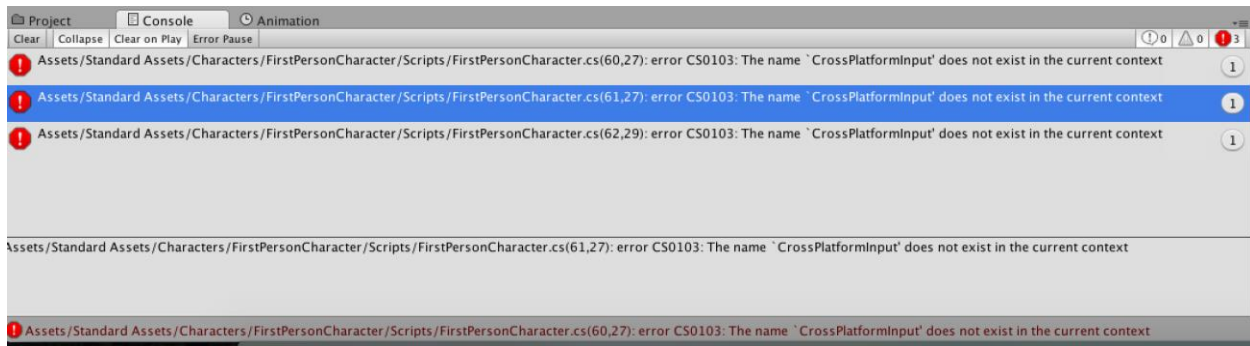 Project Console Animation
Clear Collapse Clear on Play Error Pause 0 0 3
Assets/Standard Assets/Characters/FirstPersonCharacter/Scripts/FirstPersonCharacter.cs(60,27): error CS0103: The name `CrossPlatformInput' does not exist in the current context 1
Assets/Standard Assets/Characters/FirstPersonCharacter/Scripts/FirstPersonCharacter.cs(61,27): error CS0103: The name `CrossPlatformInput' does not exist in the current context 1
Assets/Standard Assets/Characters/FirstPersonCharacter/Scripts/FirstPersonCharacter.cs(62,29): error CS0103: The name `CrossPlatformInput' does not exist in the current context 1
Assets/Standard Assets/Characters/FirstPersonCharacter/Scripts/FirstPersonCharacter.cs(61,27): error CS0103: The name `CrossPlatformInput' does not exist in the current context
Assets/Standard Assets/Characters/FirstPersonCharacter/Scripts/FirstPersonCharacter.cs(60,27): error CS0103: The name `CrossPlatformInput' does not exist in the current context